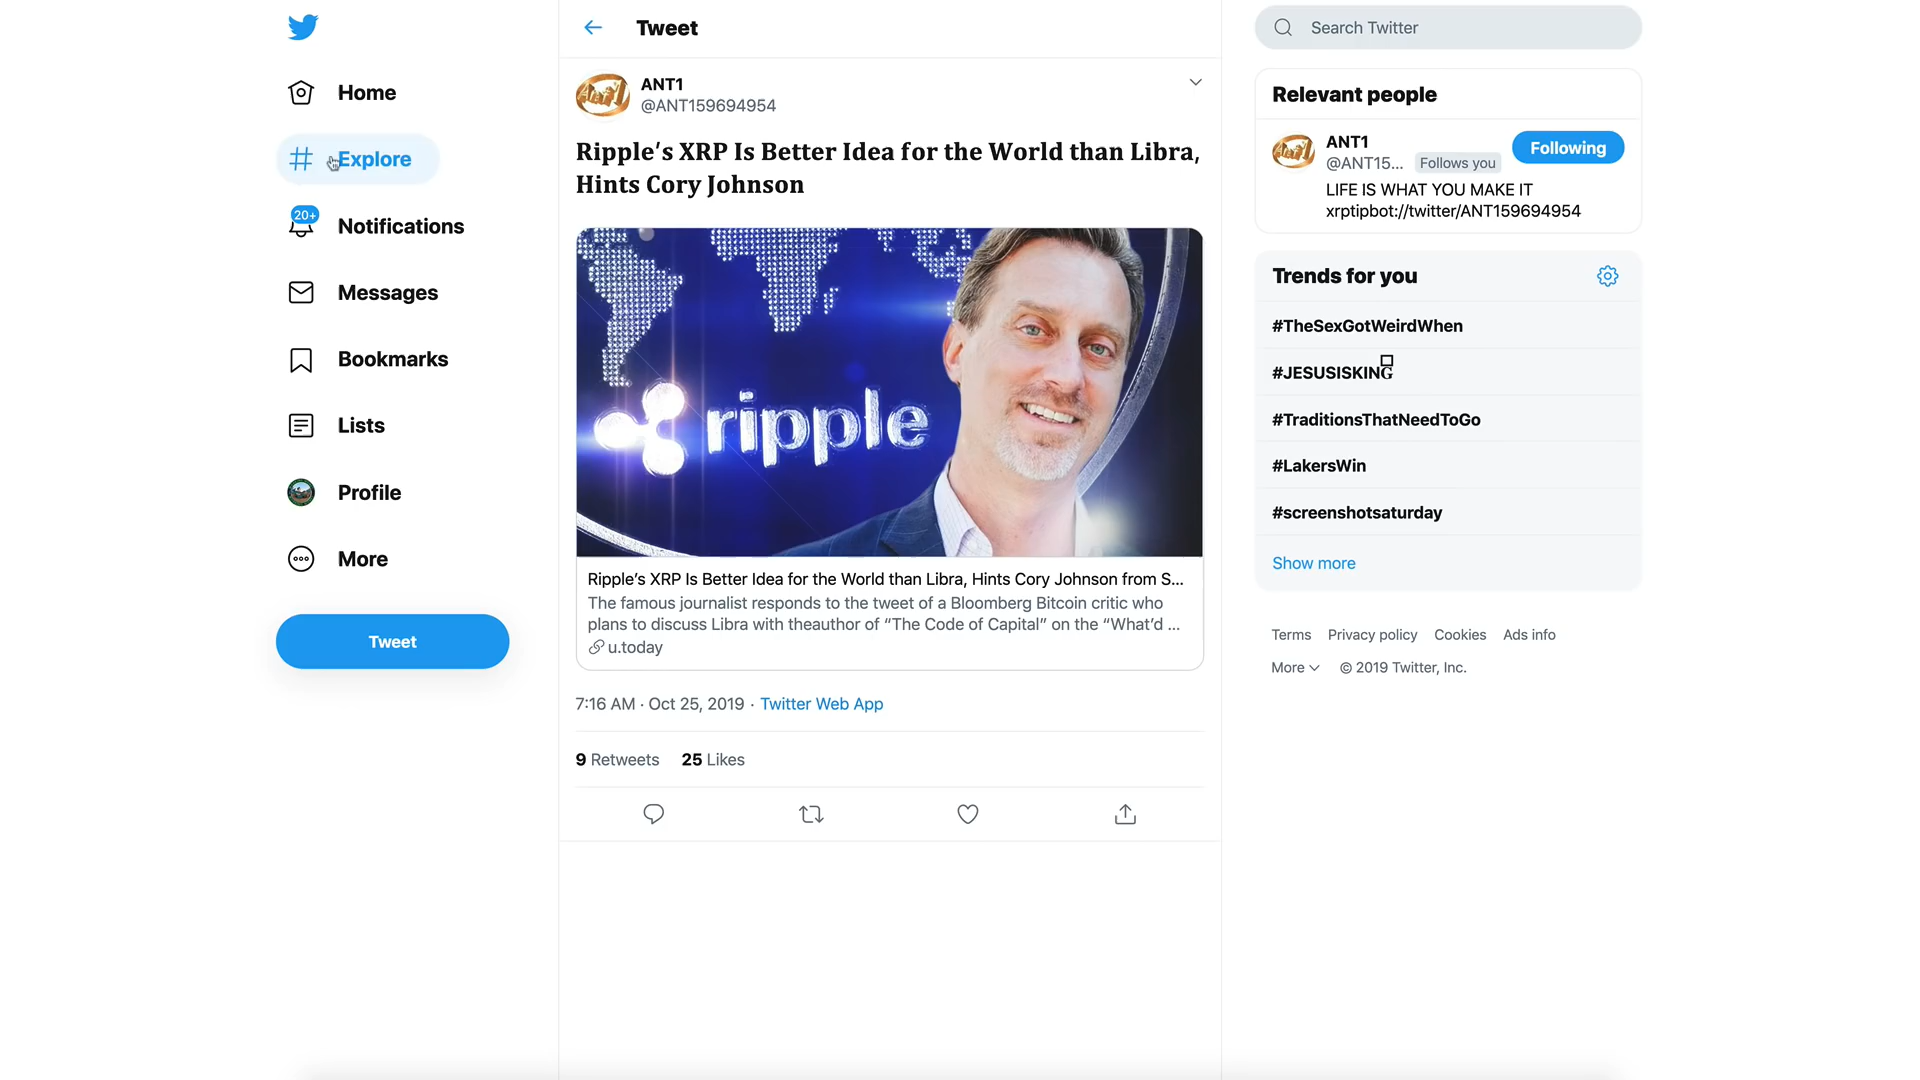 Home
Explore
20+
Notifications
Messages
Bookmarks
Lists
Profile
More
Tweet
Tweet
ANT1
@ANT159694954
Ripple's XRP Is Better Idea for the World than Libra,
Hints Cory Johnson
ripple
Ripple's XRP Is Better Idea for the World than Libra, Hints Cory Johnson from S...
The famous journalist responds to the tweet of a Bloomberg Bitcoin critic who
plans to discuss Libra with theauthor of “The Code of Capital” on the “What'd ...
u.today
7:16 AM · Oct 25, 2019 · Twitter Web App
9 Retweets 25 Likes
Search Twitter
Relevant people
ANT1
@ANT15... Follows you
Following
LIFE IS WHAT YOU MAKE IT
xrptipbot://twitter/ANT159694954
Trends for you
#TheSexGotWeirdWhen
#JESUSISKING
#TraditionsThatNeedToGo
#LakersWin
#screenshotsaturday
Show more
Terms Privacy policy Cookies Ads info
More © 2019 Twitter, Inc.